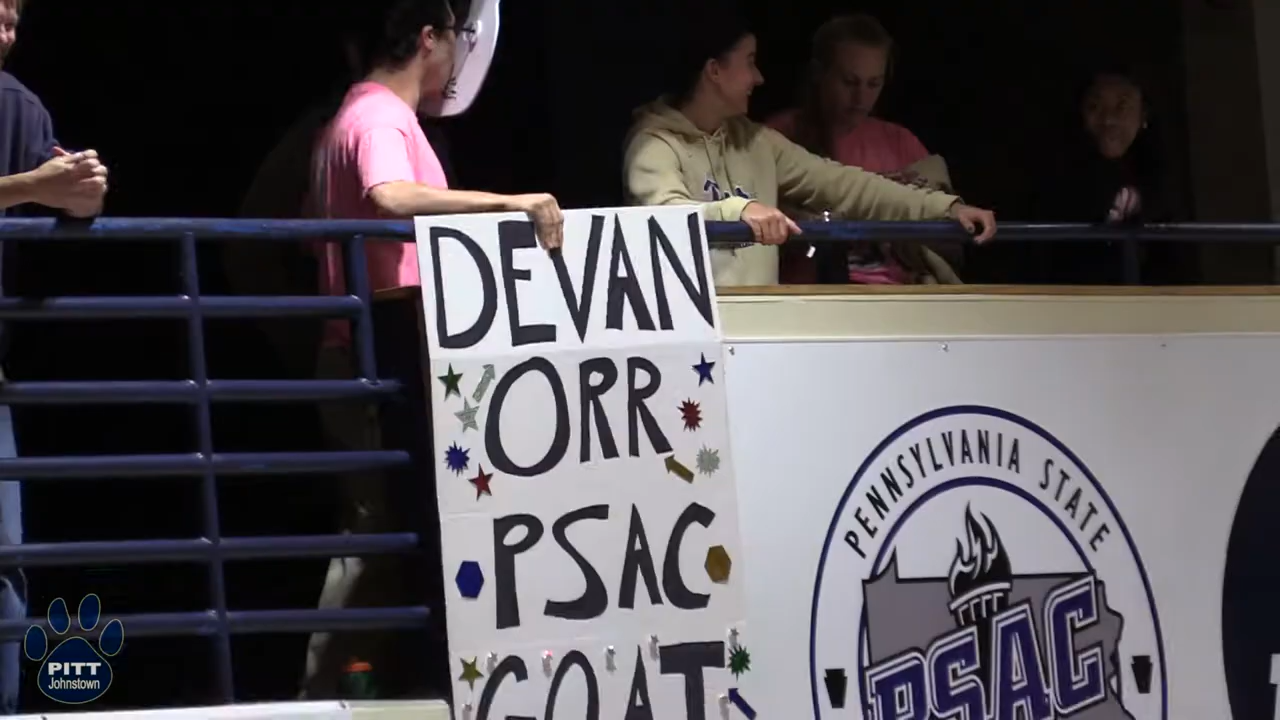 DEVAN
ORR
PSAC
GOAT
PENNSYLVANIA STATE
PSAC
PITT
Johnstown